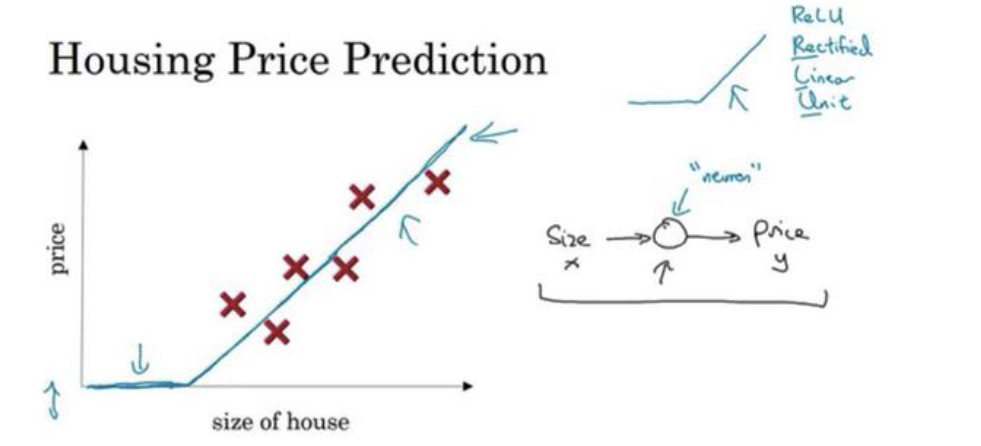 Housing Price Prediction
ReLU
Rectified
Linear
Unit
price
size of house
"neuron"
Size
x
Price
y